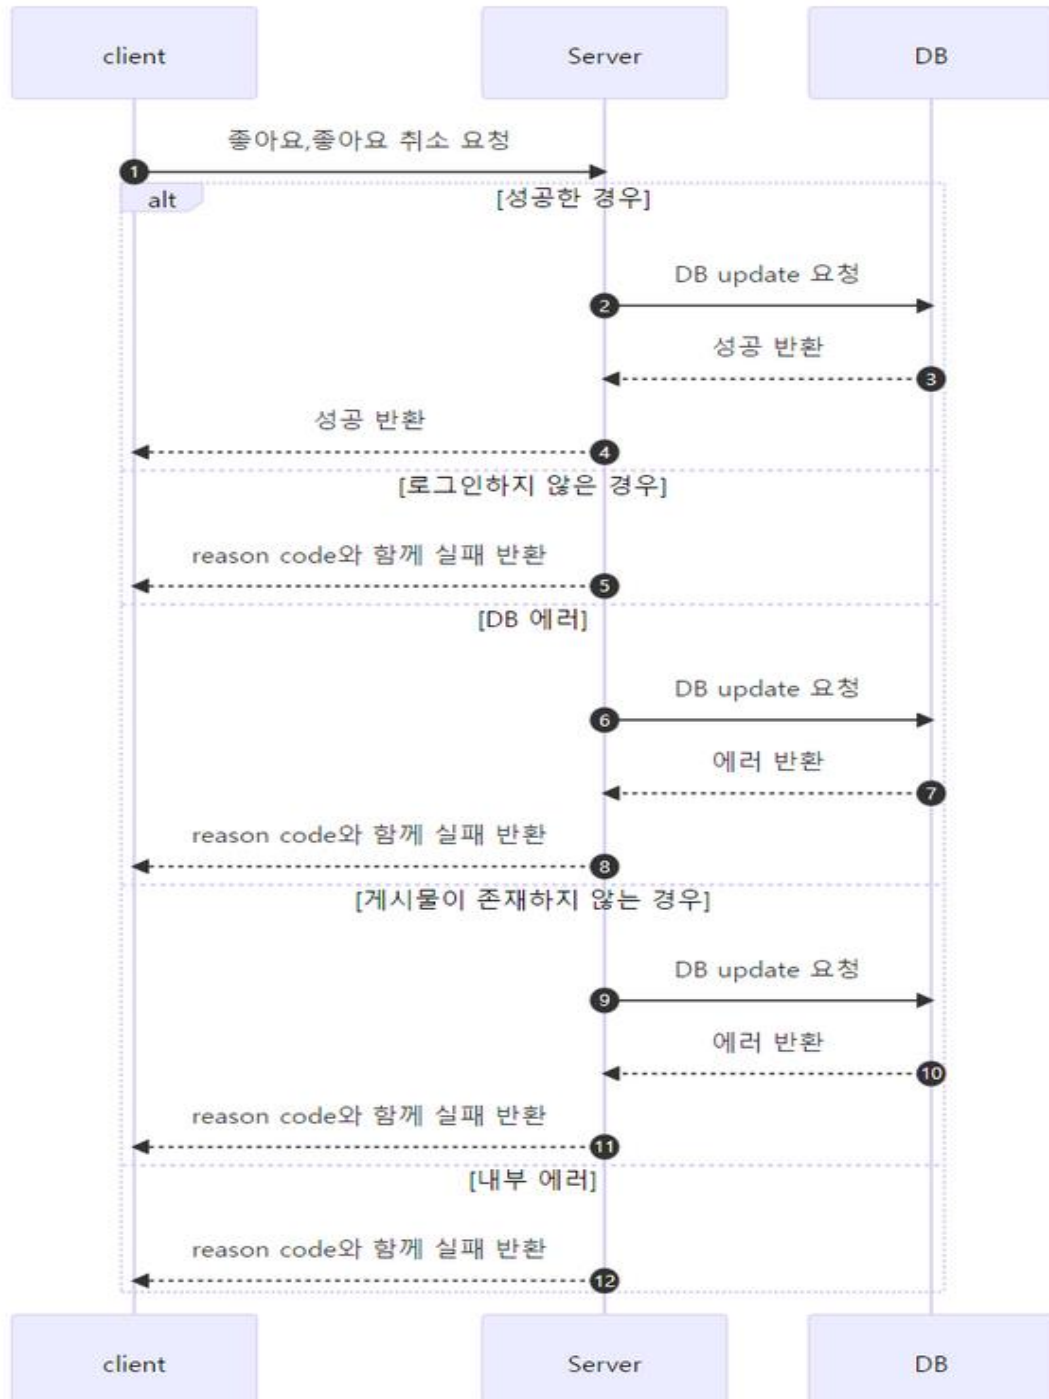 client Server DB
좋아요,좋아요 취소 요청
1
alt [성공한 경우]
DB update 요청
2
성공 반환
3
성공 반환
4
[로그인하지 않은 경우]
reason code와 함께 실패 반환
5
[DB 에러]
DB update 요청
6
에러 반환
7
reason code와 함께 실패 반환
8
[게시물이 존재하지 않는 경우]
DB update 요청
9
에러 반환
10
reason code와 함께 실패 반환
11
[내부 에러]
reason code와 함께 실패 반환
12
client Server DB